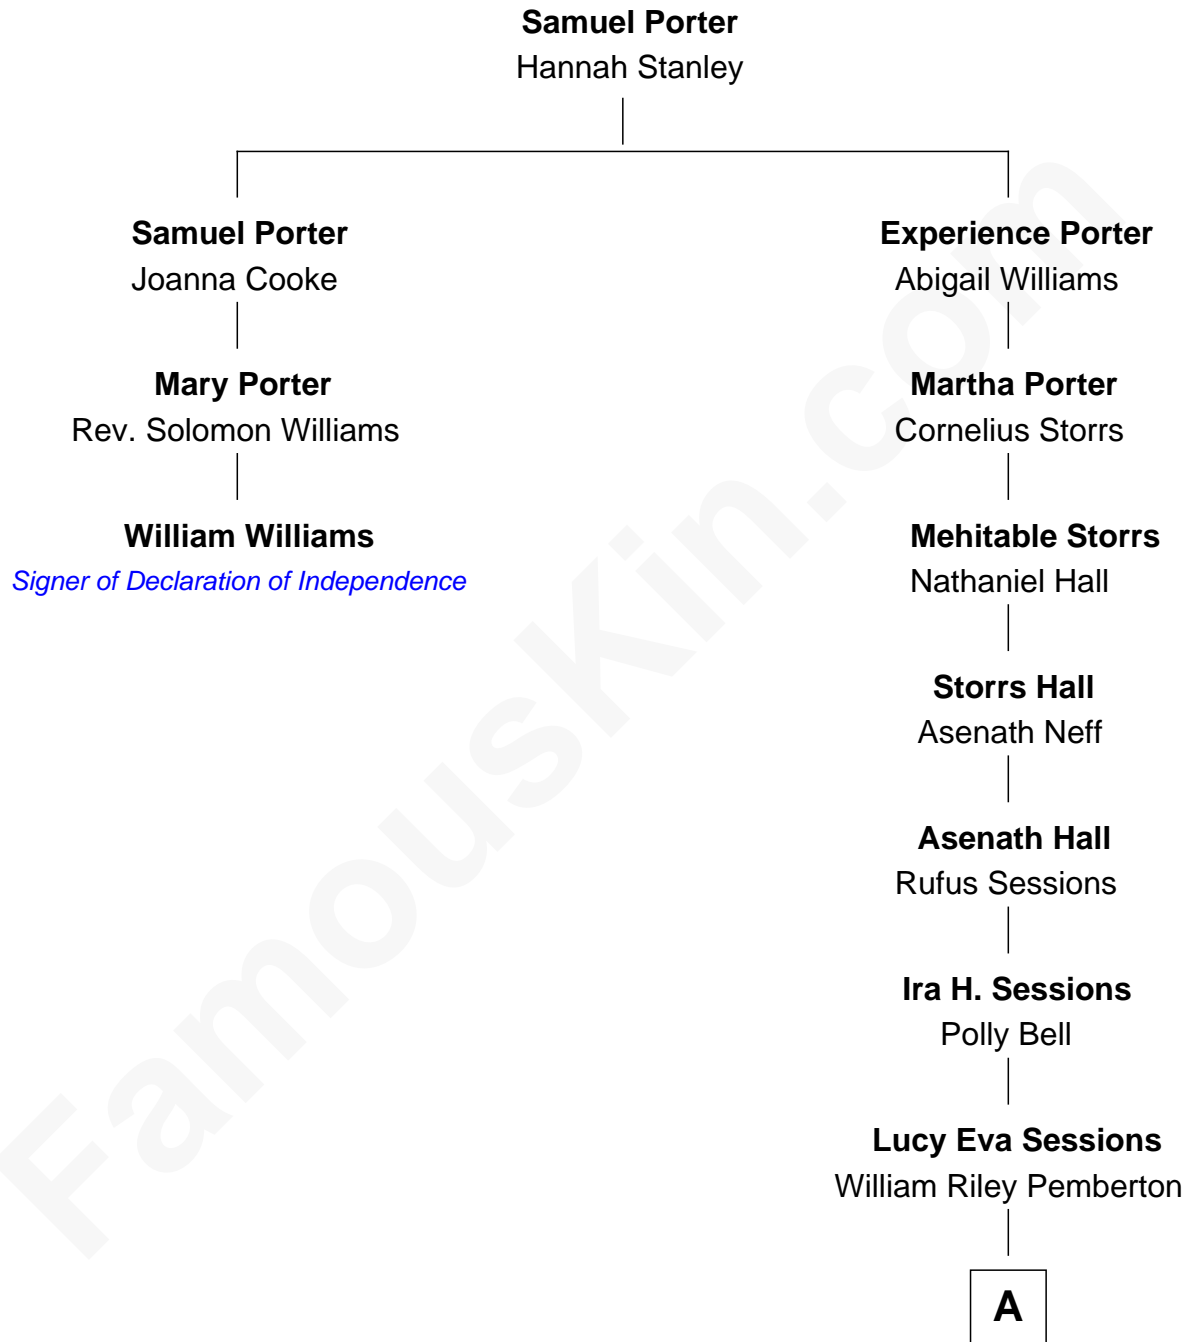 Samuel Porter
Hannah Stanley
Samuel Porter
Joanna Cooke
Mary Porter
Rev. Solomon Williams
William Williams
Signer of Declaration of Independence
Experience Porter
Abigail Williams
Martha Porter
Cornelius Storrs
Mehitable Storrs
Nathaniel Hall
Storrs Hall
Asenath Neff
Asenath Hall
Rufus Sessions
Ira H. Sessions
Polly Bell
Lucy Eva Sessions
William Riley Pemberton
A
FamousKin.com